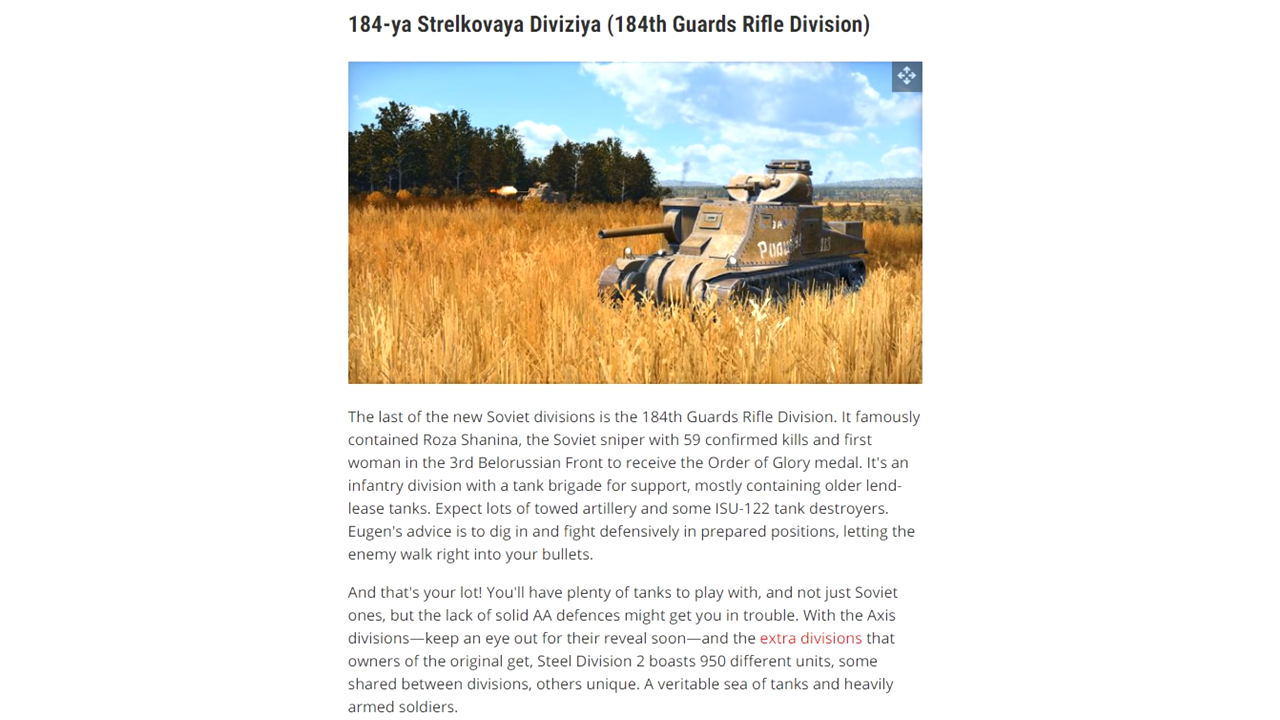 184-ya Strelkovaya Diviziya (184th Guards Rifle Division)
The last of the new Soviet divisions is the 184th Guards Rifle Division. It famously
contained Roza Shanina, the Soviet sniper with 59 confirmed kills and first
woman in the 3rd Belorussian Front to receive the Order of Glory medal. It's an
infantry division with a tank brigade for support, mostly containing older lend-
lease tanks. Expect lots of towed artillery and some ISU-122 tank destroyers.
Eugen's advice is to dig in and fight defensively in prepared positions, letting the
enemy walk right into your bullets.
And that's your lot! You'll have plenty of tanks to play with, and not just Soviet
ones, but the lack of solid AA defences might get you in trouble. With the Axis
divisions—keep an eye out for their reveal soon—and the extra divisions that
owners of the original get, Steel Division 2 boasts 950 different units, some
shared between divisions, others unique. A veritable sea of tanks and heavily
armed soldiers.